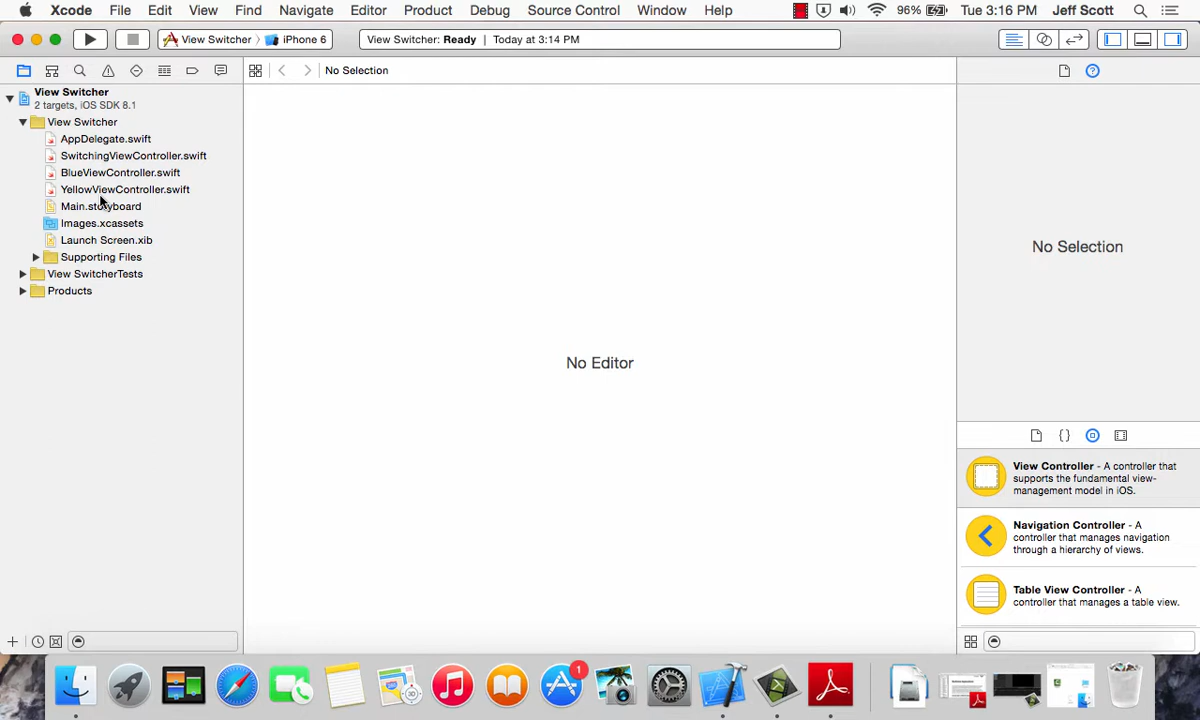 Xcode File Edit View Find Navigate Editor Product Debug Source Control Window Help 96% Tue 3:16 PM Jeff Scott
View Switcher iPhone 6 View Switcher: Ready | Today at 3:14 PM
No Selection
View Switcher
2 targets, iOS SDK 8.1
View Switcher
AppDelegate.swift
SwitchingViewController.swift
BlueViewController.swift
YellowViewController.swift
Main.storyboard
Images.xcassets
Launch Screen.xib
Supporting Files
View SwitcherTests
Products
No Editor
No Selection
View Controller - A controller that
supports the fundamental view-
management model in iOS.
Navigation Controller - A
controller that manages navigation
through a hierarchy of views.
Table View Controller - A
controller that manages a table view.
1